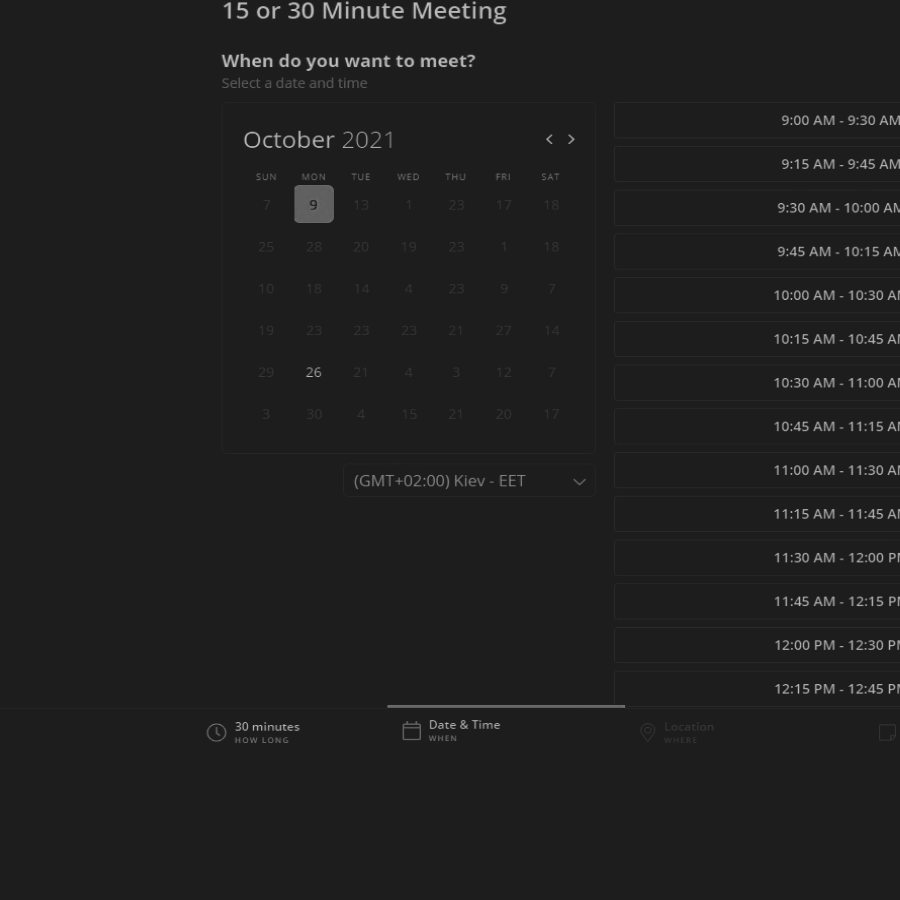 15 or 30 Minute Meeting
When do you want to meet?
Select a date and time
October 2021
SUN MON TUE WED THU FRI SAT
7 9 13 1 23 17 18
25 28 20 19 23 1 18
10 18 14 4 23 9 7
19 23 23 23 21 27 14
29 26 21 4 3 12 7
3 30 4 15 21 20 17
(GMT+02:00) Kiev - EET
9:00 AM - 9:30 AM
9:15 AM - 9:45 AM
9:30 AM - 10:00 AM
9:45 AM - 10:15 AM
10:00 AM - 10:30 AM
10:15 AM - 10:45 AM
10:30 AM - 11:00 AM
10:45 AM - 11:15 AM
11:00 AM - 11:30 AM
11:15 AM - 11:45 AM
11:30 AM - 12:00 PM
11:45 AM - 12:15 PM
12:00 PM - 12:30 PM
12:15 PM - 12:45 PM
30 minutes
HOW LONG
Date & Time
WHEN
Location
WHERE